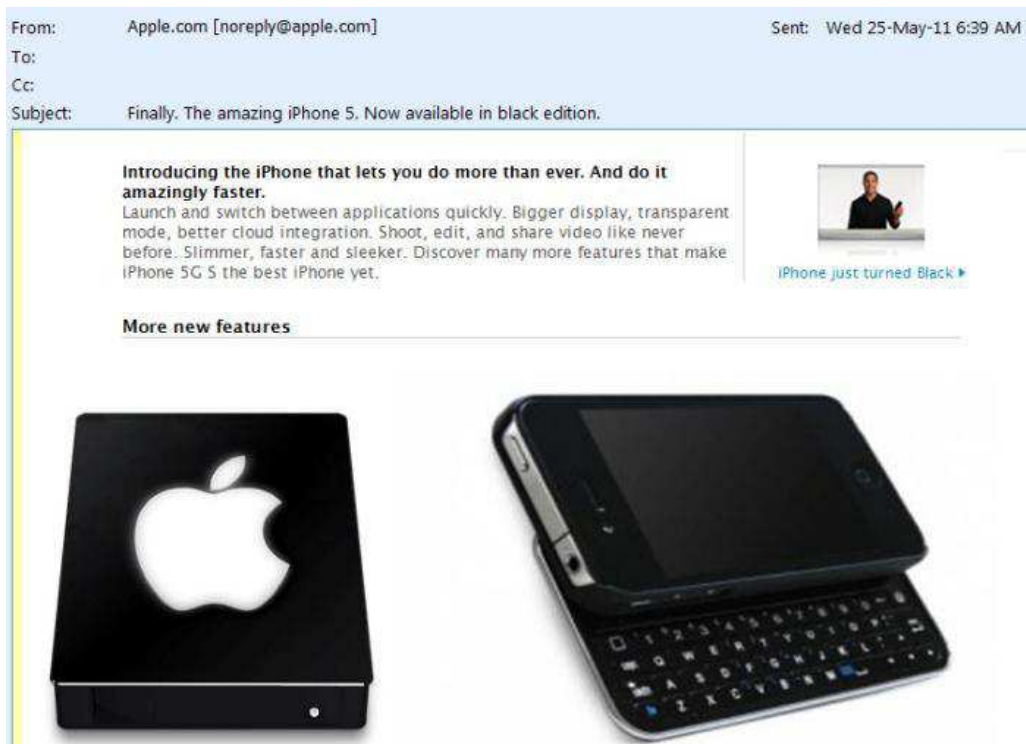 From: Apple.com [noreply@apple.com] Sent: Wed 25-May-11 6:39 AM
To:
Cc:
Subject: Finally. The amazing iPhone 5. Now available in black edition.
Introducing the iPhone that lets you do more than ever. And do it
amazingly faster.
Launch and switch between applications quickly. Bigger display, transparent
mode, better cloud integration. Shoot, edit, and share video like never
before. Slimmer, faster and sleeker. Discover many more features that make
iPhone 5G S the best iPhone yet.
iPhone just turned Black
More new features